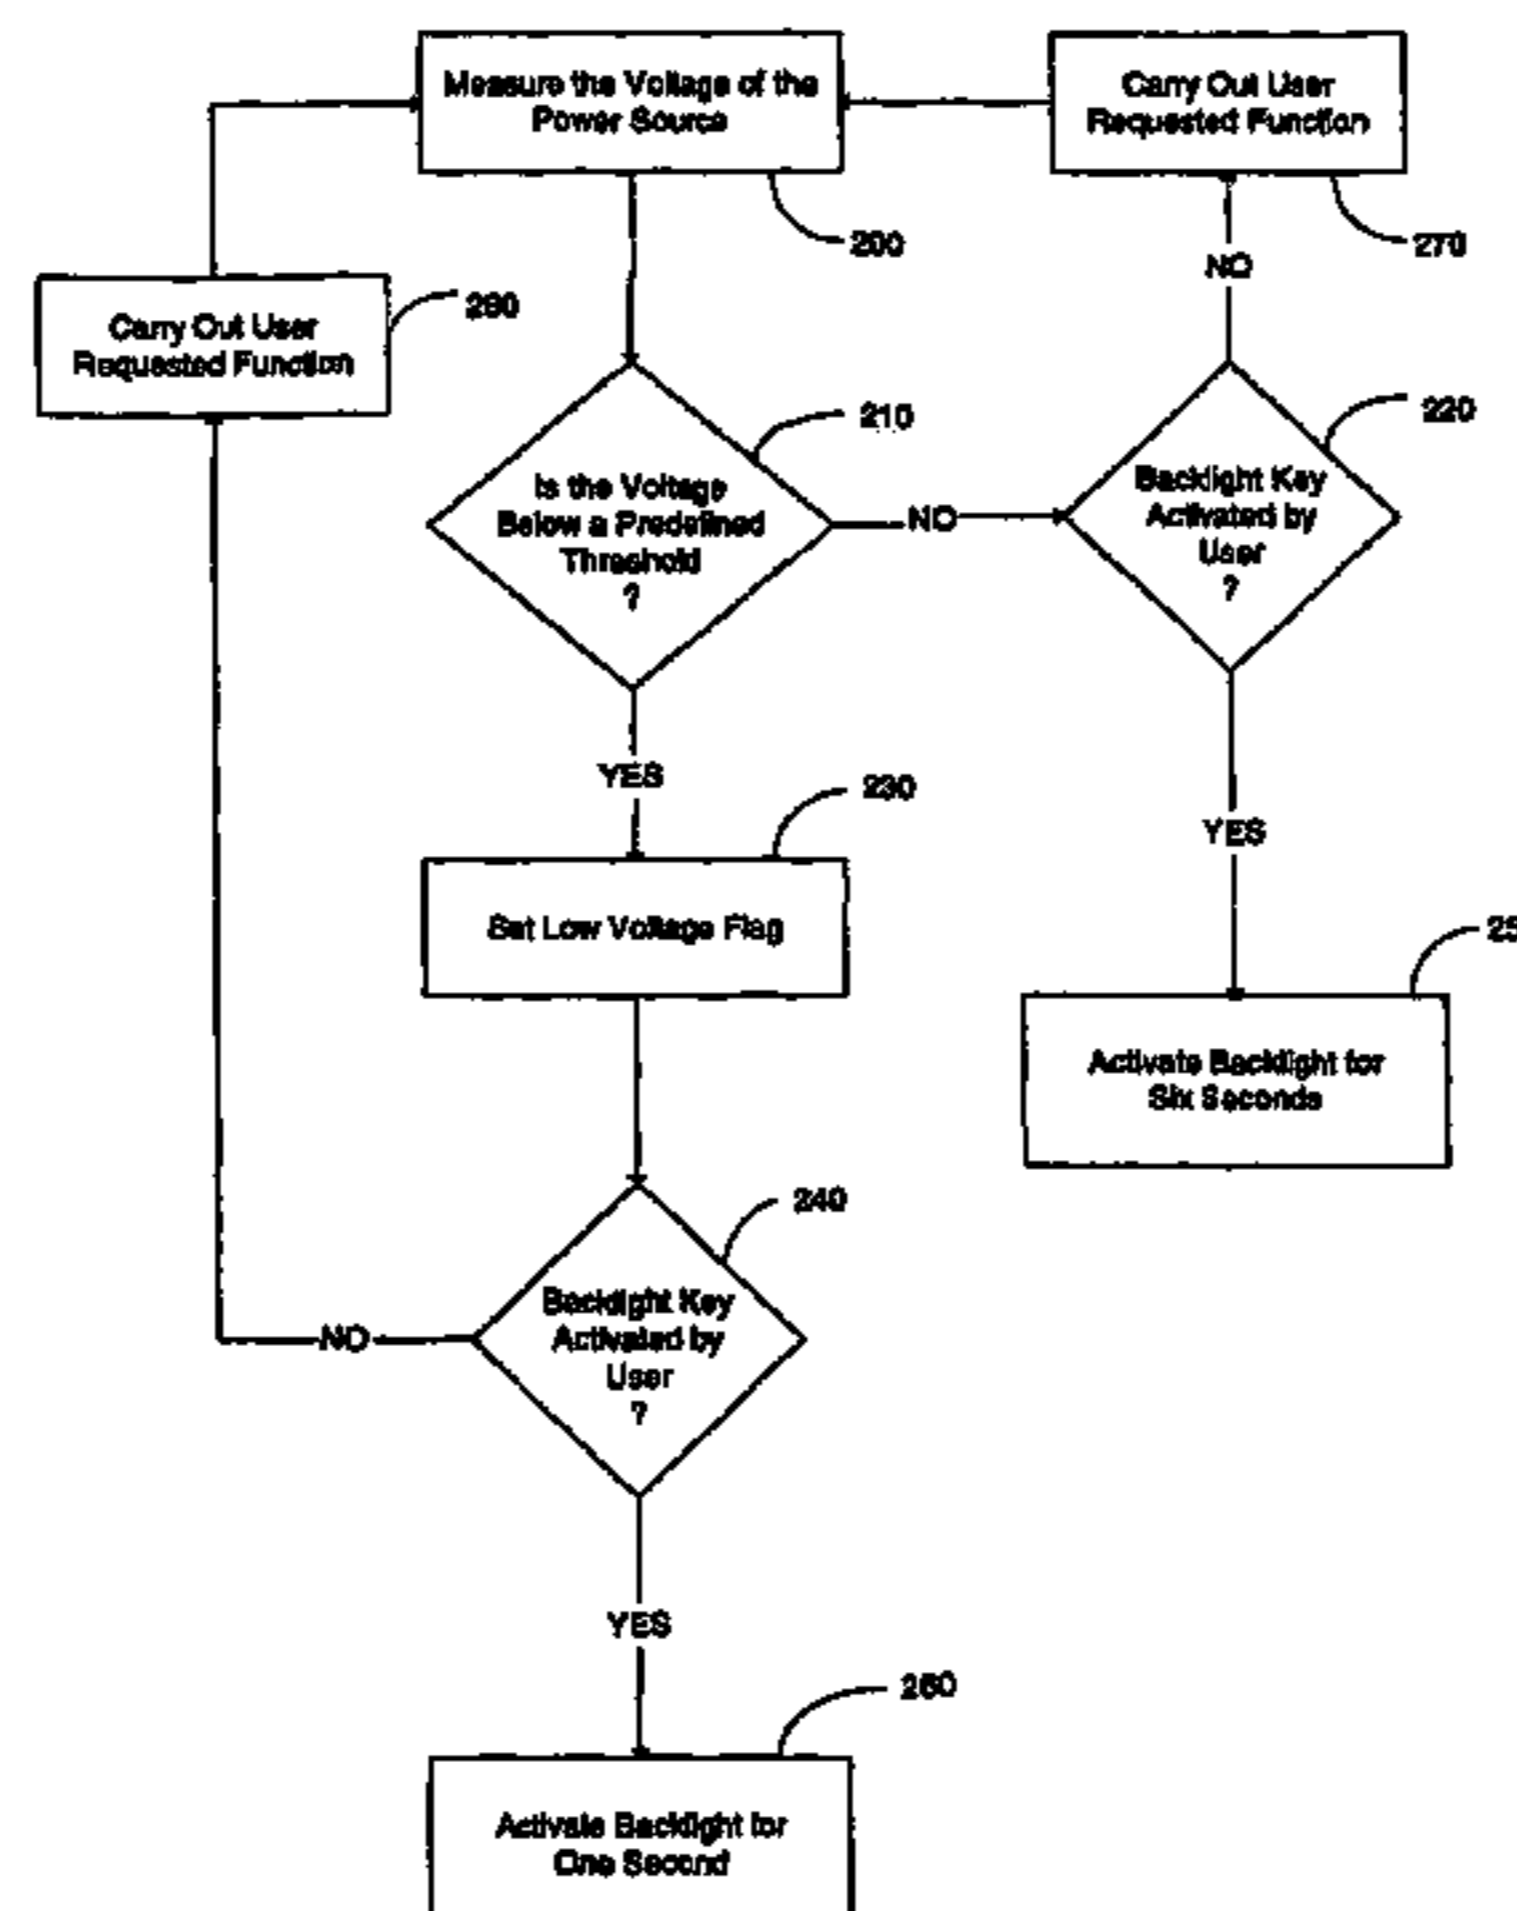 Measure the Voltage of the
Power Source
200
Carry Out User
Requested Function
270
NO
Carry Out User
Requested Function
210
Is the Voltage
Below a Predefined
Threshold
?
NO
220
Backlight Key
Activated by
User
?
YES
230
YES
Set Low Voltage Flag
Activate Backlight for
Six Seconds
240
Backlight Key
Activated by
User
?
NO
YES
260
Activate Backlight for
One Second